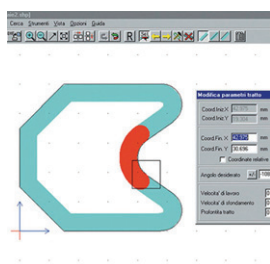 Cerca Strumenti Vista Opzioni Guida
Modifica parametri tratto
Coord.Iniz.X mm
Coord.Iniz.Y mm
Coord.Fin. X mm
Coord.Fin. Y 30.696 mm
Coordinate relative
Angolo desiderato
Velocita' di lavoro
Velocita' di sfondamento
Profondita tratto